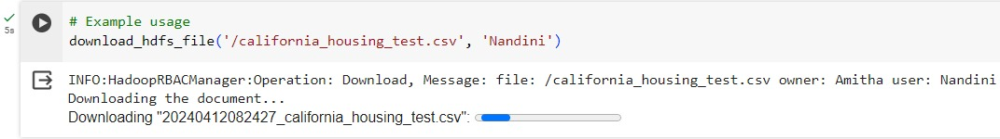 5s
# Example usage
download_hdfs_file('/california_housing_test.csv', 'Nandini')
INFO:HadoopRBACManager:Operation: Download, Message: file: /california_housing_test.csv owner: Amitha user: Nandini
Downloading the document...
Downloading "20240412082427_california_housing_test.csv":